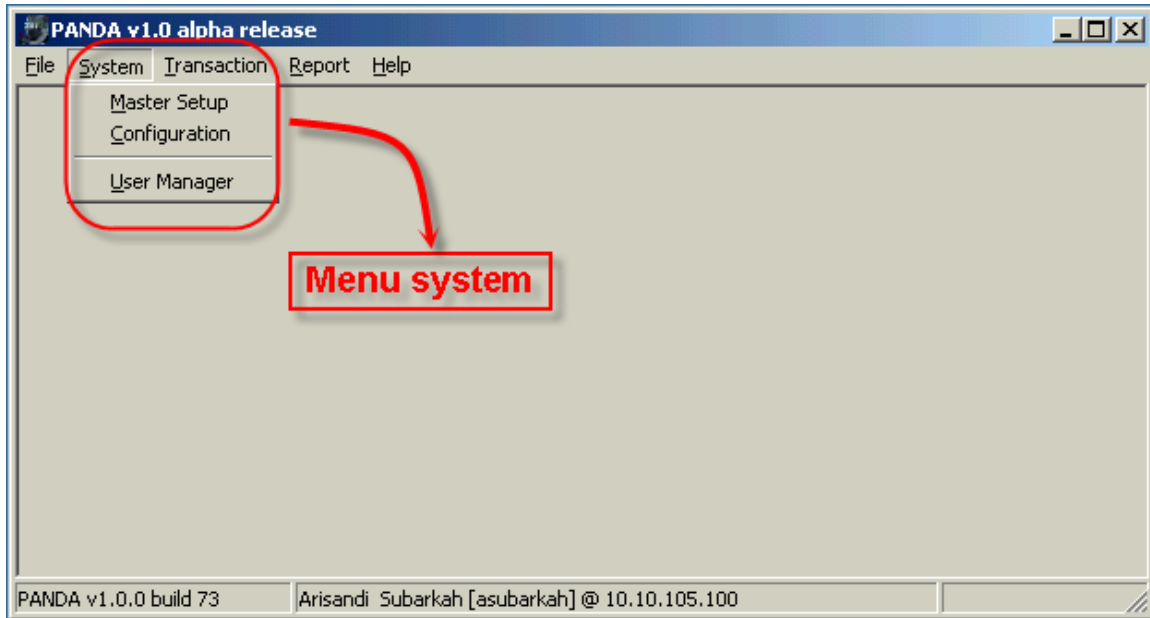 PANDA v1.0 alpha release
File System Transaction Report Help
Master Setup
Configuration
User Manager
Menu system
PANDA v1.0.0 build 73 Arisandi Subarkah [asubarkah] @ 10.10.105.100